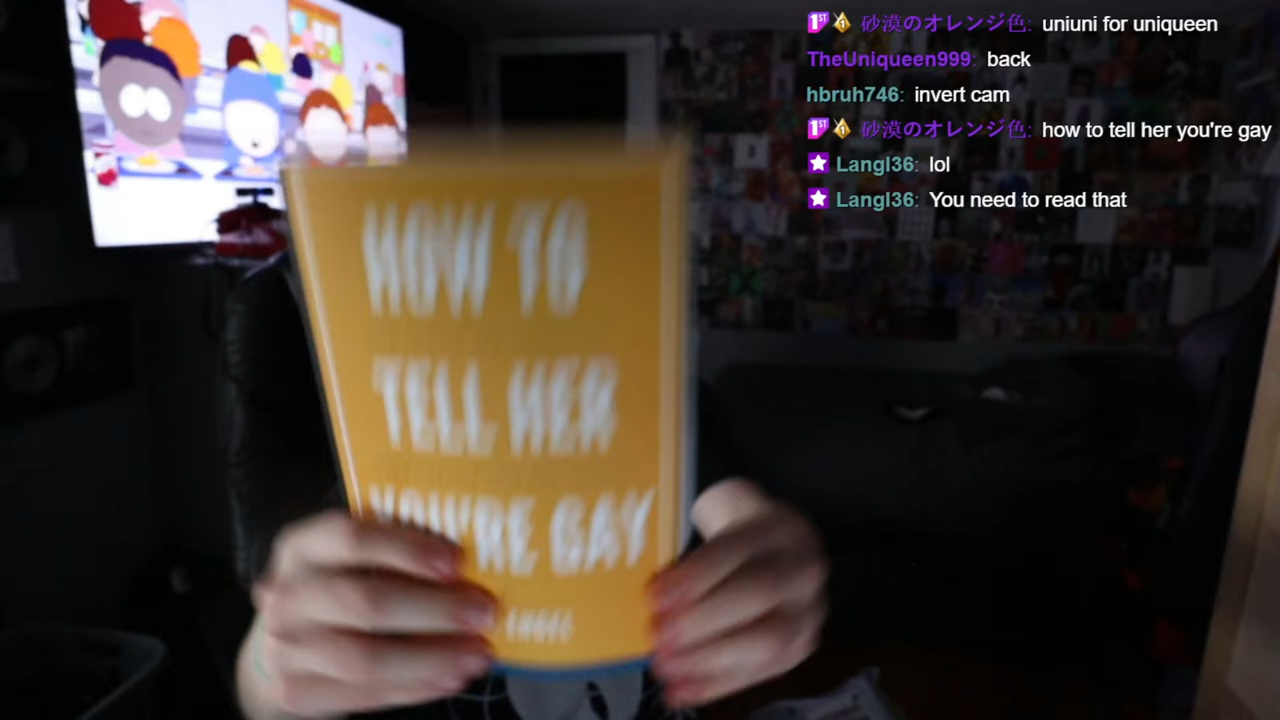 砂漠のオレンジ色: uniuni for uniqueen
TheUniqueen999: back
hbruh746: invert cam
砂漠のオレンジ色: how to tell her you're gay
Langl36: lol
Langl36: You need to read that
HOW TO
TELL HER
YOU'RE GAY